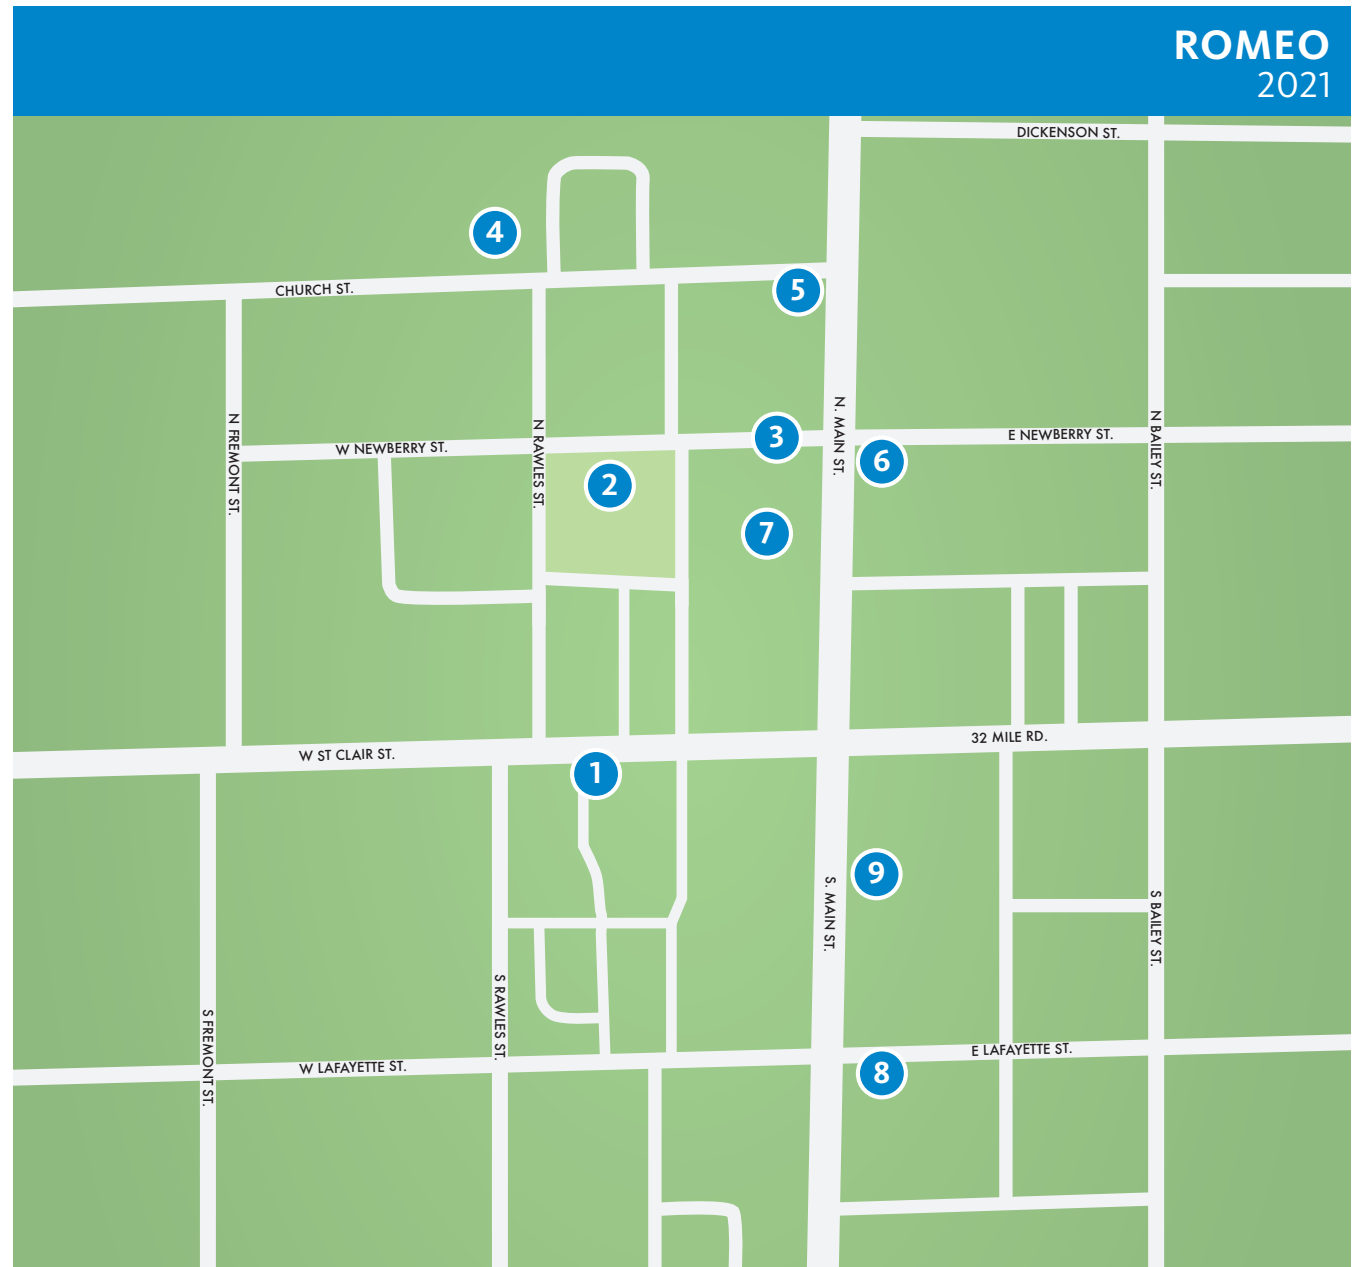 ROMEO
2021
DICKENSON ST.
4
CHURCH ST.
5
N FREMONT ST.
N RAWLES ST.
N. MAIN ST.
N BAILEY ST.
W NEWBERRY ST.
3
E NEWBERRY ST.
6
2
7
W ST CLAIR ST.
32 MILE RD.
1
9
S. MAIN ST.
S BAILEY ST.
S RAWLES ST.
S FREMONT ST.
W LAFAYETTE ST.
E LAFAYETTE ST.
8